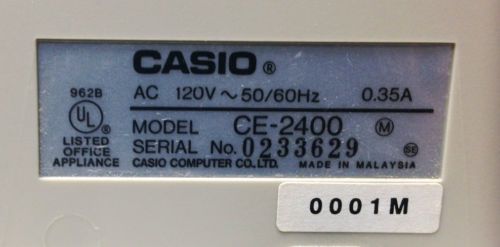 CASIO ®
962B
AC 120V ~ 50/60Hz 0.35A
UL ®
MODEL CE-2400 M
LISTED
OFFICE
APPLIANCE
SERIAL No. 0233629 SE
CASIO COMPUTER CO., LTD. MADE IN MALAYSIA
0001M